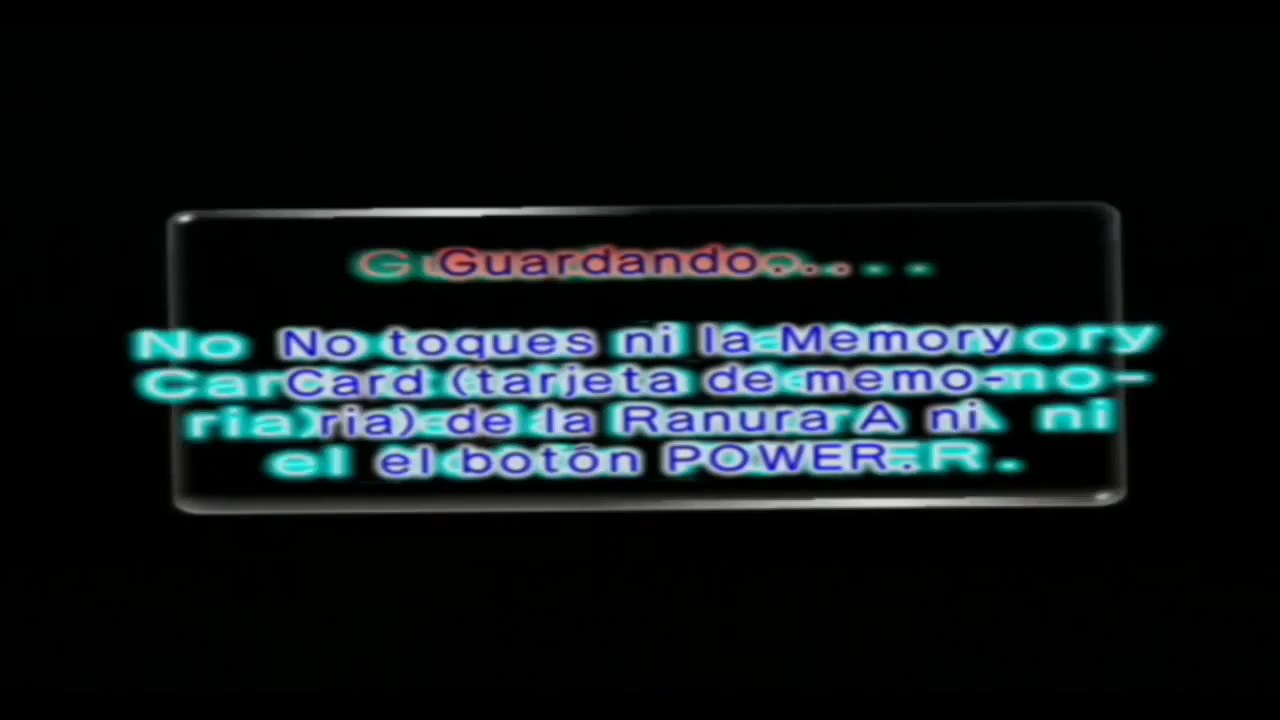 Guardando...
No toques ni la Memory
Card (tarjeta de memo-
ria) de la Ranura A ni
el botón POWER.